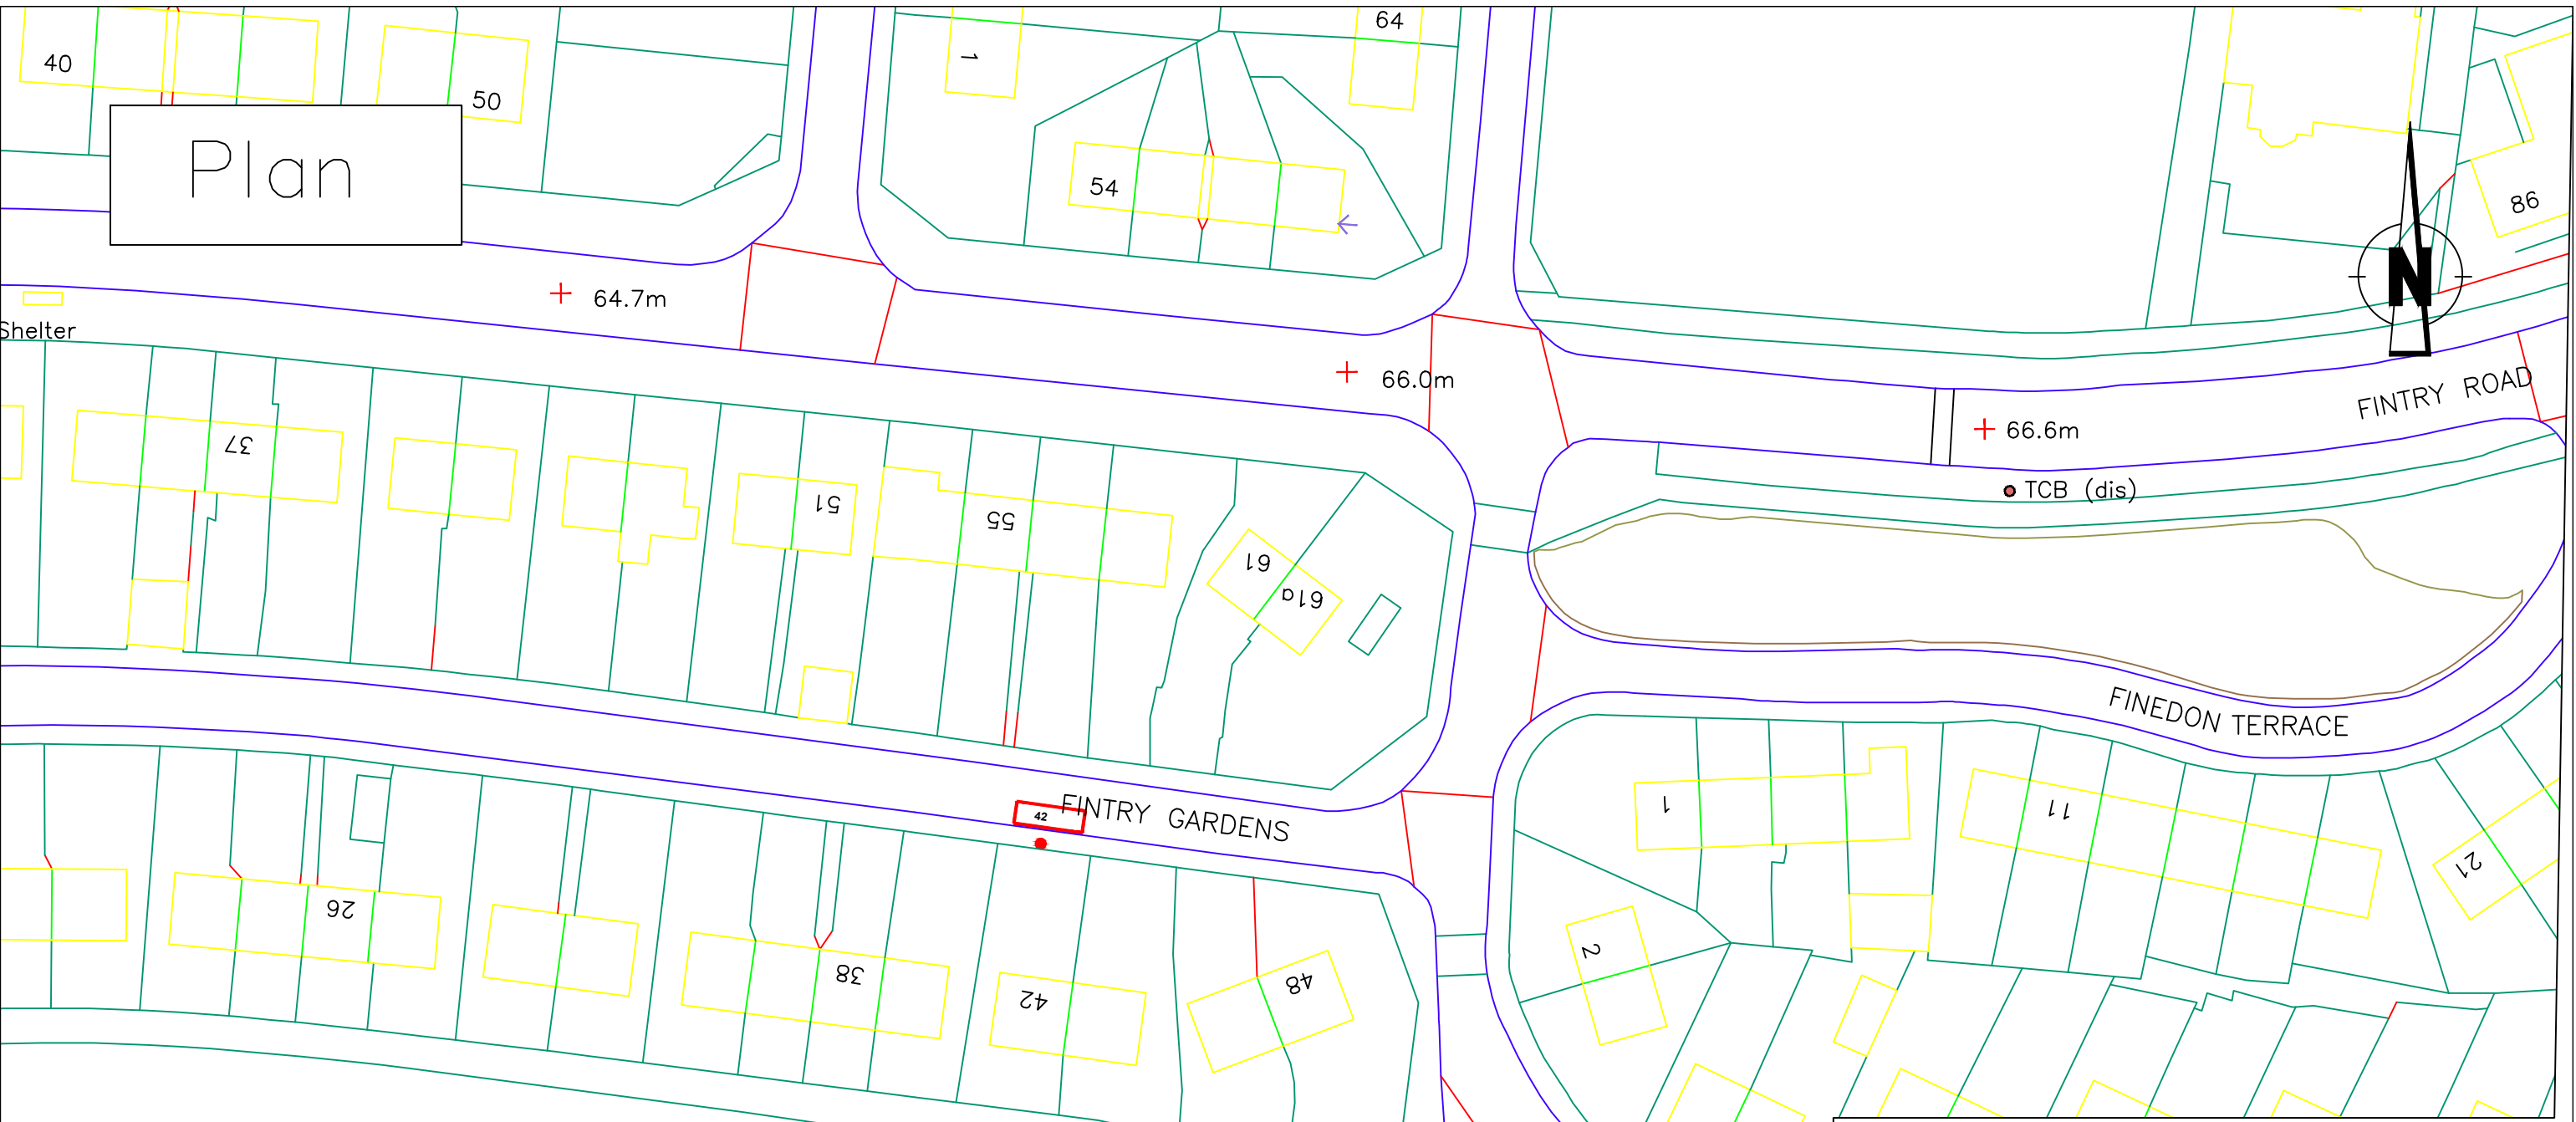 40
50
1
64
Plan
54
86
N
64.7m
Shelter
66.0m
FINTRY ROAD
66.6m
37
51
55
TCB (dis)
61
61a
FINEDON TERRACE
FINTRY GARDENS
42
1
11
21
26
38
42
48
2